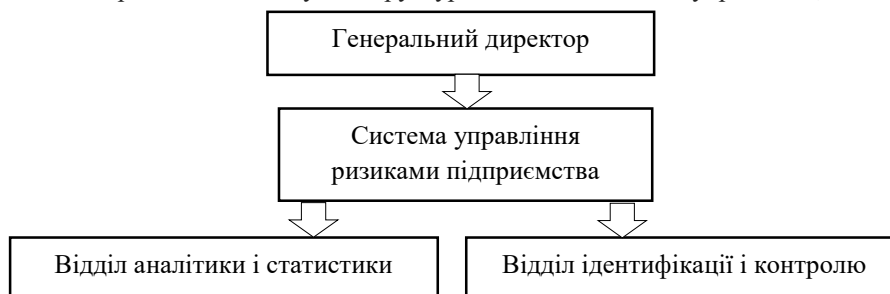 Генеральний директор
Система управління
ризиками підприємства
Відділ аналітики і статистики
Відділ ідентифікації і контролю